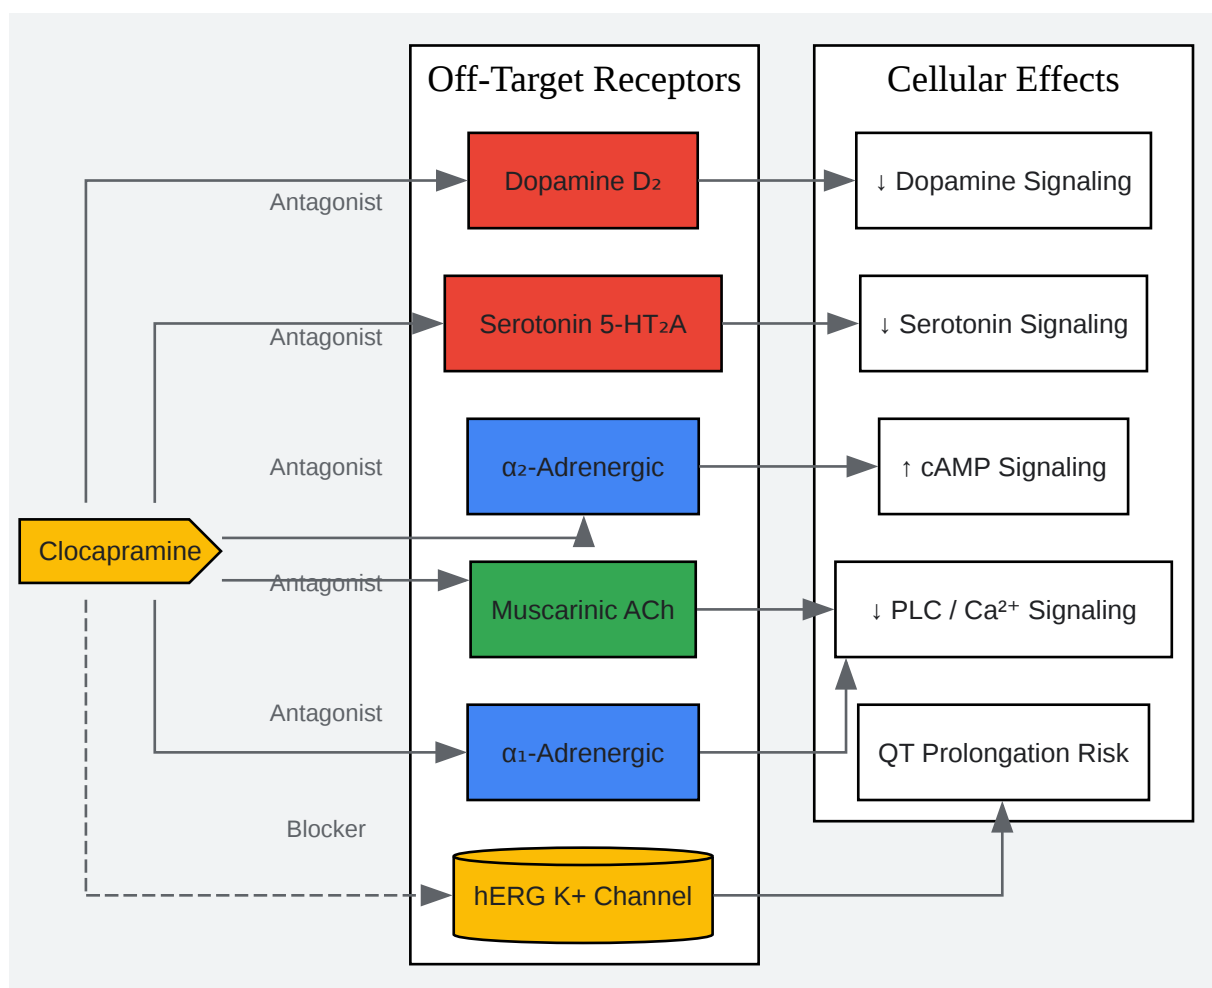 Off-Target Receptors
Cellular Effects
Dopamine D₂
↓ Dopamine Signaling
Antagonist
Serotonin 5-HT₂A
↓ Serotonin Signaling
Antagonist
α₂-Adrenergic
↑ cAMP Signaling
Antagonist
Clocapramine
Antagonist
Muscarinic ACh
↓ PLC / Ca²⁺ Signaling
Antagonist
α₁-Adrenergic
QT Prolongation Risk
Blocker
hERG K+ Channel